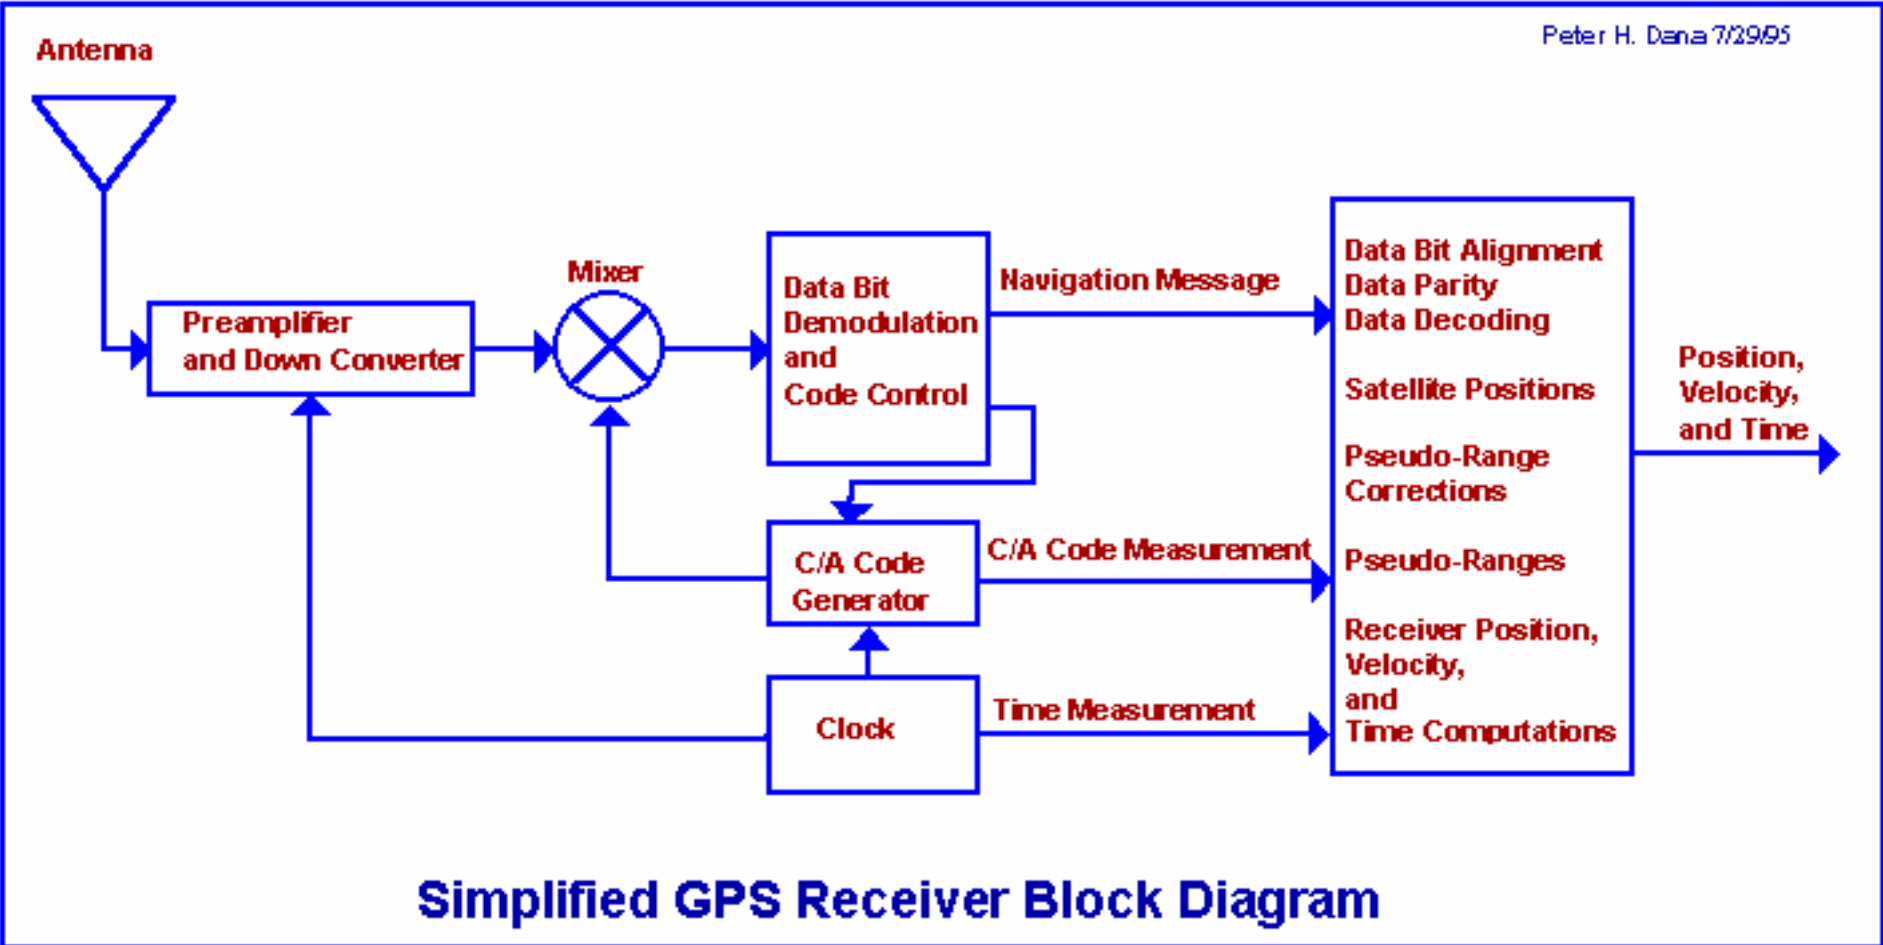 Peter H. Dana 7/29/95
Antenna
Mixer
Preamplifier
and Down Converter
Data Bit
Demodulation
and
Code Control
Navigation Message
C/A Code
Generator
C/A Code Measurement
Clock
Time Measurement
Data Bit Alignment
Data Parity
Data Decoding
Satellite Positions
Pseudo-Range
Corrections
Pseudo-Ranges
Receiver Position,
Velocity,
and
Time Computations
Position,
Velocity,
and Time
Simplified GPS Receiver Block Diagram